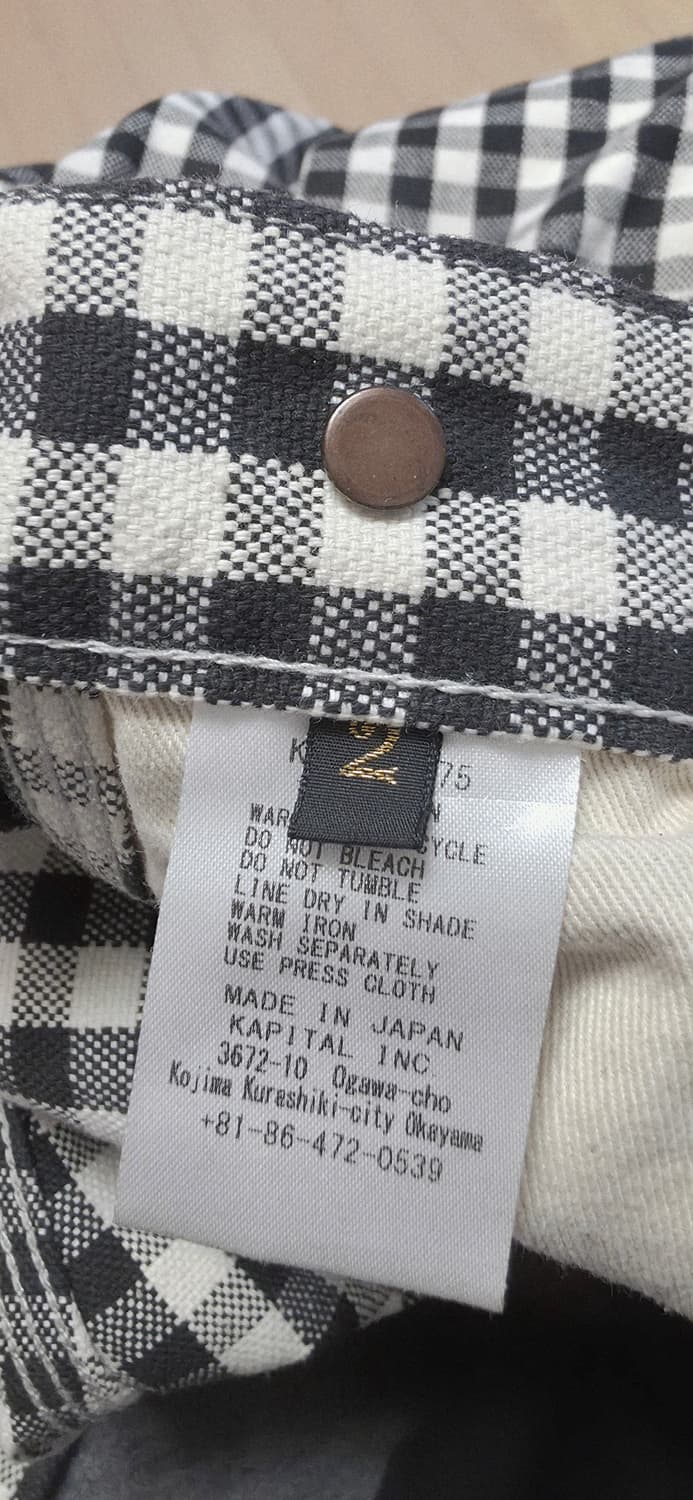 2
K 75
DO NOT BLEACH
DO NOT TUMBLE
LINE DRY IN SHADE
WARM IRON
WASH SEPARATELY
USE PRESS CLOTH
MADE IN JAPAN
KAPITAL INC.
3672-10 Ogawa-cho
Kojima Kurashiki-city Okayama
+81-86-472-0539